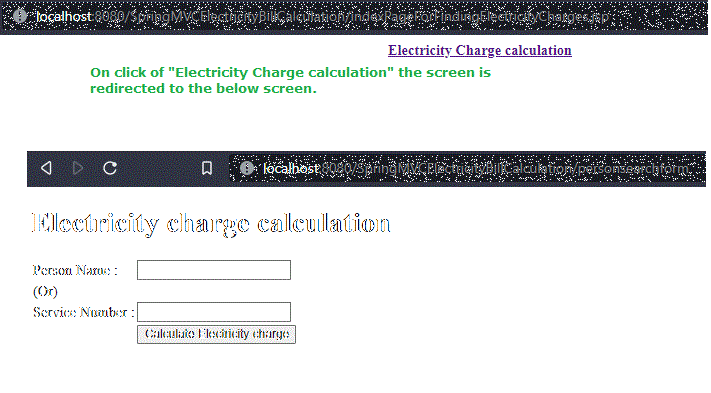 localhost:8080/SpringMVCElectricityBillCalculation/IndexPageForFindingElectricityCharges.jsp
Electricity Charge calculation
On click of "Electricity Charge calculation" the screen is
redirected to the below screen.
localhost:8080/SpringMVCElectricityBillCalculation/personsearchform
Electricity charge calculation
Person Name :
(Or)
Service Number :
Calculate Electricity charge